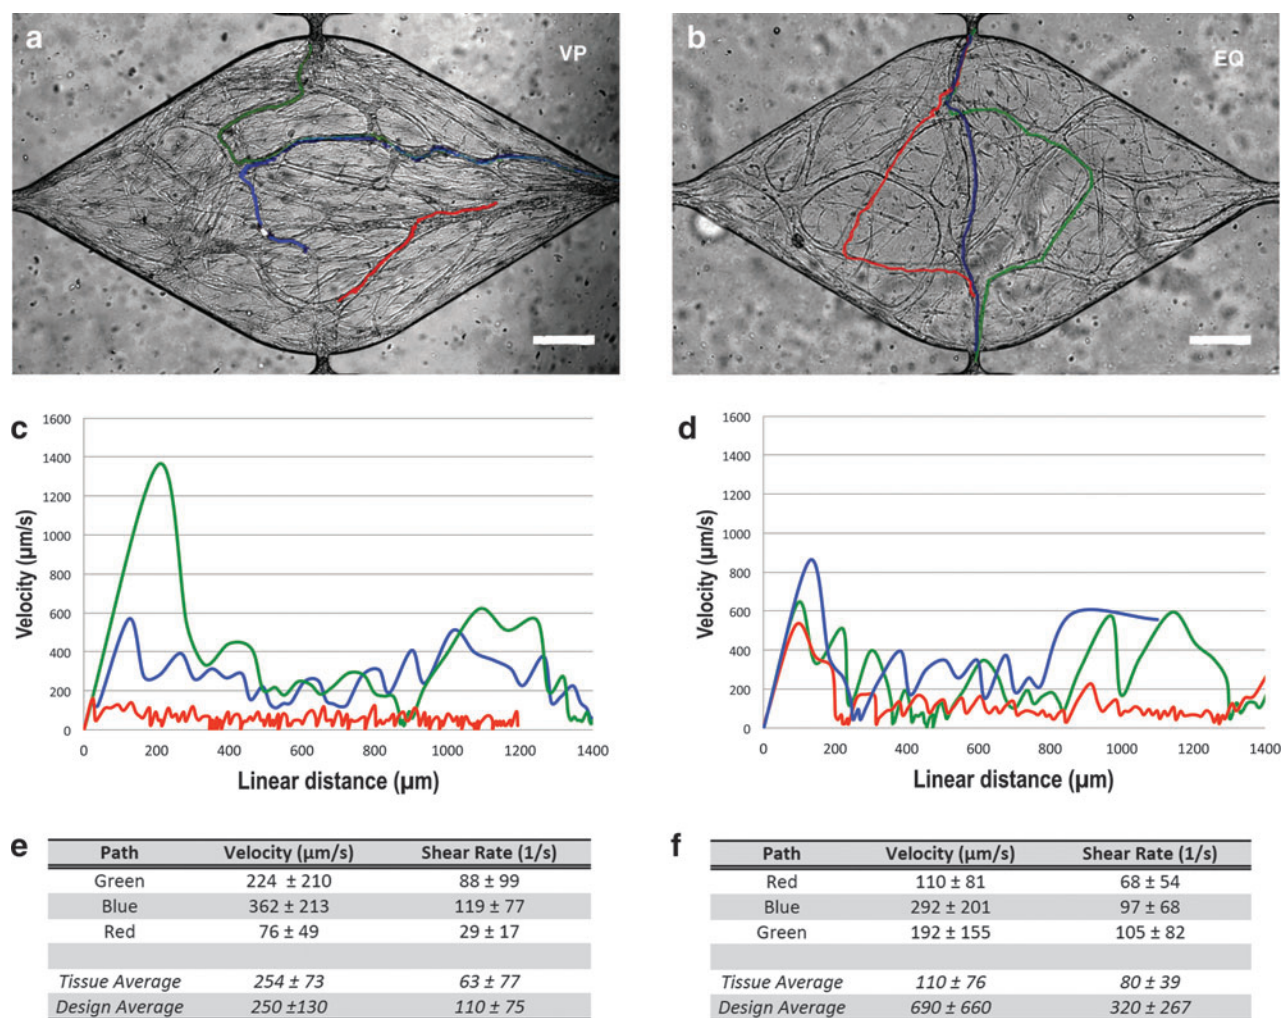 a
VP
b
EQ
c
1600
1400
1200
1000
800
600
400
200
0
Velocity (µm/s)
0 200 400 600 800 1000 1200 1400
Linear distance (µm)
d
1600
1400
1200
1000
800
600
400
200
0
Velocity (µm/s)
0 200 400 600 800 1000 1200 1400
Linear distance (µm)
e
Path Velocity (µm/s) Shear Rate (1/s)
Green 224 ± 210 88 ± 99
Blue 362 ± 213 119 ± 77
Red 76 ± 49 29 ± 17
Tissue Average 254 ± 73 63 ± 77
Design Average 250 ±130 110 ± 75
f
Path Velocity (µm/s) Shear Rate (1/s)
Red 110 ± 81 68 ± 54
Blue 292 ± 201 97 ± 68
Green 192 ± 155 105 ± 82
Tissue Average 110 ± 76 80 ± 39
Design Average 690 ± 660 320 ± 267